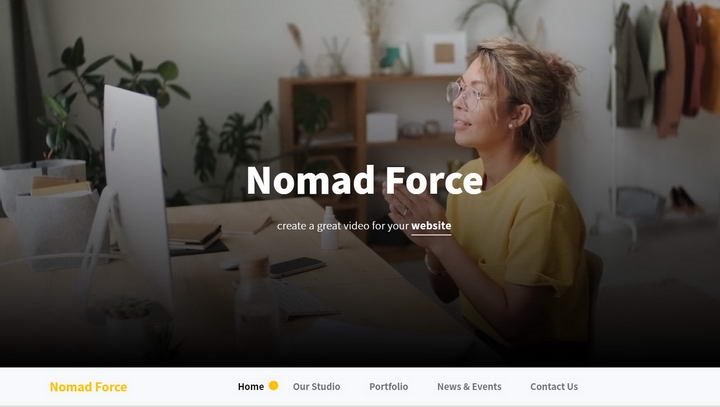 Nomad Force
create a great video for your website
Nomad Force
Home
Our Studio
Portfolio
News & Events
Contact Us